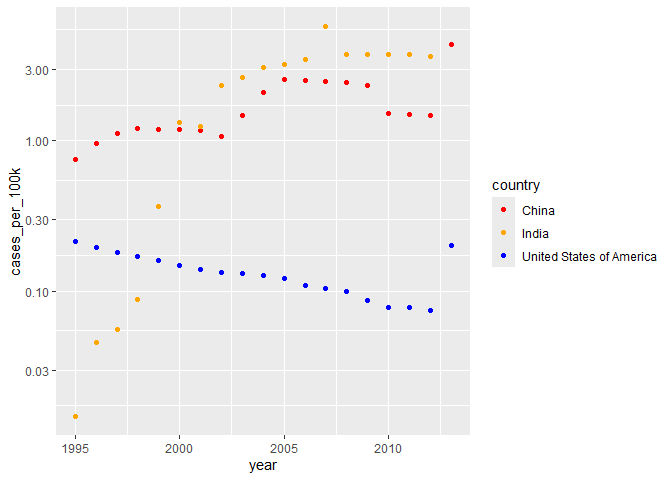 cases_per_100k
3.00
1.00
0.30
0.10
0.03
1995
2000
2005
2010
year
country
China
India
United States of America